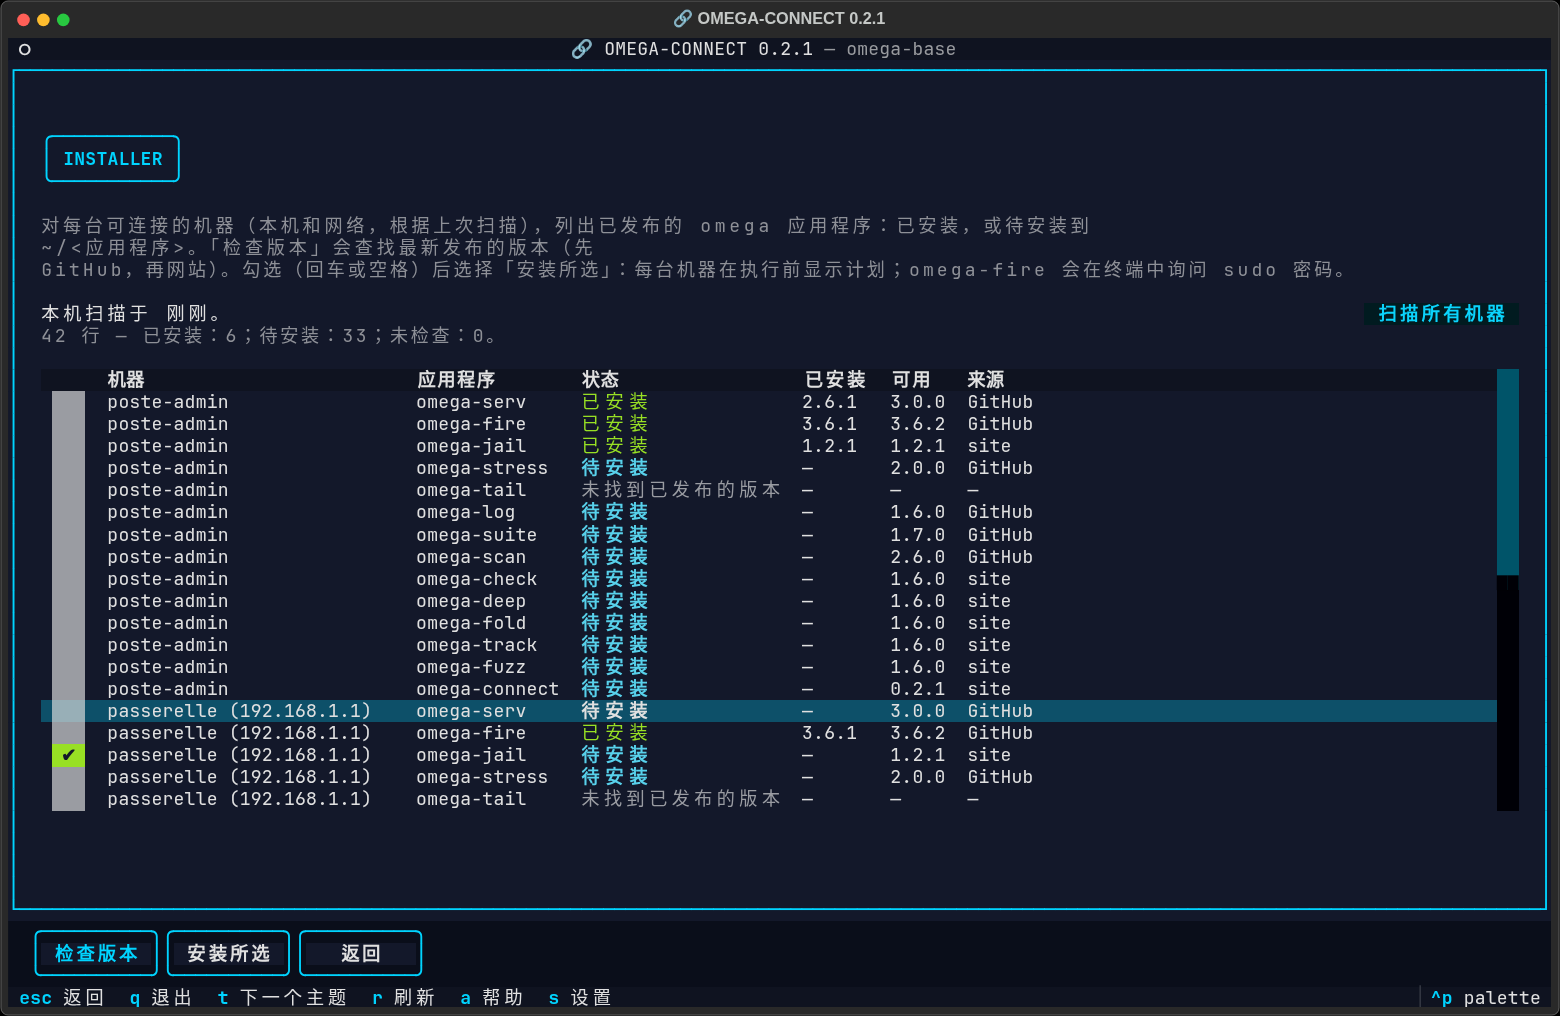 🔗 OMEGA-CONNECT 0.2.1
🔗 OMEGA-CONNECT 0.2.1 — omega-base
INSTALLER
对每台可连接的机器（本机和网络，根据上次扫描），列出已发布的 omega 应用程序：已安装，或待安装到
~/<应用程序>。「检查版本」会查找最新发布的版本（先
GitHub，再网站）。勾选（回车或空格）后选择「安装所选」：每台机器在执行前显示计划；omega-fire 会在终端中询问 sudo 密码。
本机扫描于 刚刚。 扫描所有机器
42 行 — 已安装：6；待安装：33；未检查：0。
机器 应用程序 状态 已安装 可用 来源
poste-admin omega-serv 已安装 2.6.1 3.0.0 GitHub
poste-admin omega-fire 已安装 3.6.1 3.6.2 GitHub
poste-admin omega-jail 已安装 1.2.1 1.2.1 site
poste-admin omega-stress 待安装 — 2.0.0 GitHub
poste-admin omega-tail 未找到已发布的版本 — — —
poste-admin omega-log 待安装 — 1.6.0 GitHub
poste-admin omega-suite 待安装 — 1.7.0 GitHub
poste-admin omega-scan 待安装 — 2.6.0 GitHub
poste-admin omega-check 待安装 — 1.6.0 site
poste-admin omega-deep 待安装 — 1.6.0 site
poste-admin omega-fold 待安装 — 1.6.0 site
poste-admin omega-track 待安装 — 1.6.0 site
poste-admin omega-fuzz 待安装 — 1.6.0 site
poste-admin omega-connect 待安装 — 0.2.1 site
passerelle (192.168.1.1) omega-serv 待安装 — 3.0.0 GitHub
passerelle (192.168.1.1) omega-fire 已安装 3.6.1 3.6.2 GitHub
✔ passerelle (192.168.1.1) omega-jail 待安装 — 1.2.1 site
passerelle (192.168.1.1) omega-stress 待安装 — 2.0.0 GitHub
passerelle (192.168.1.1) omega-tail 未找到已发布的版本 — — —
检查版本 安装所选 返回
esc 返回 q 退出 t 下一个主题 r 刷新 a 帮助 s 设置 ^p palette